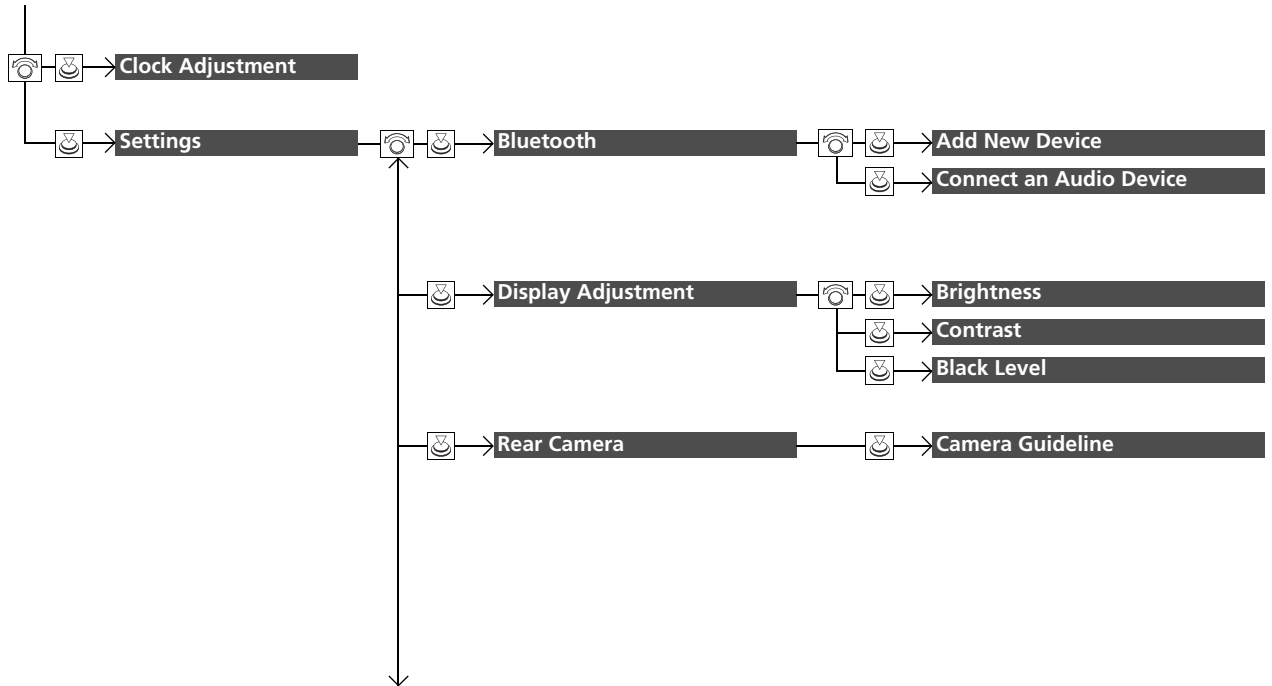 Clock Adjustment
Settings
Bluetooth
Add New Device
Connect an Audio Device
Display Adjustment
Brightness
Contrast
Black Level
Rear Camera
Camera Guideline